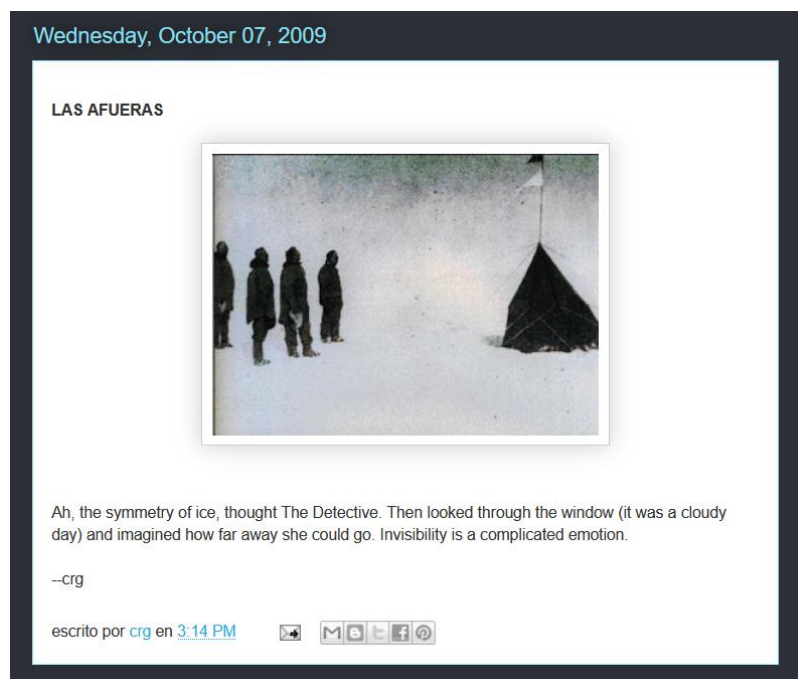 Wednesday, October 07, 2009
LAS AFUERAS
Ah, the symmetry of ice, thought The Detective. Then looked through the window (it was a cloudy
day) and imagined how far away she could go. Invisibility is a complicated emotion.
--crg
escrito por crg en 3:14 PM